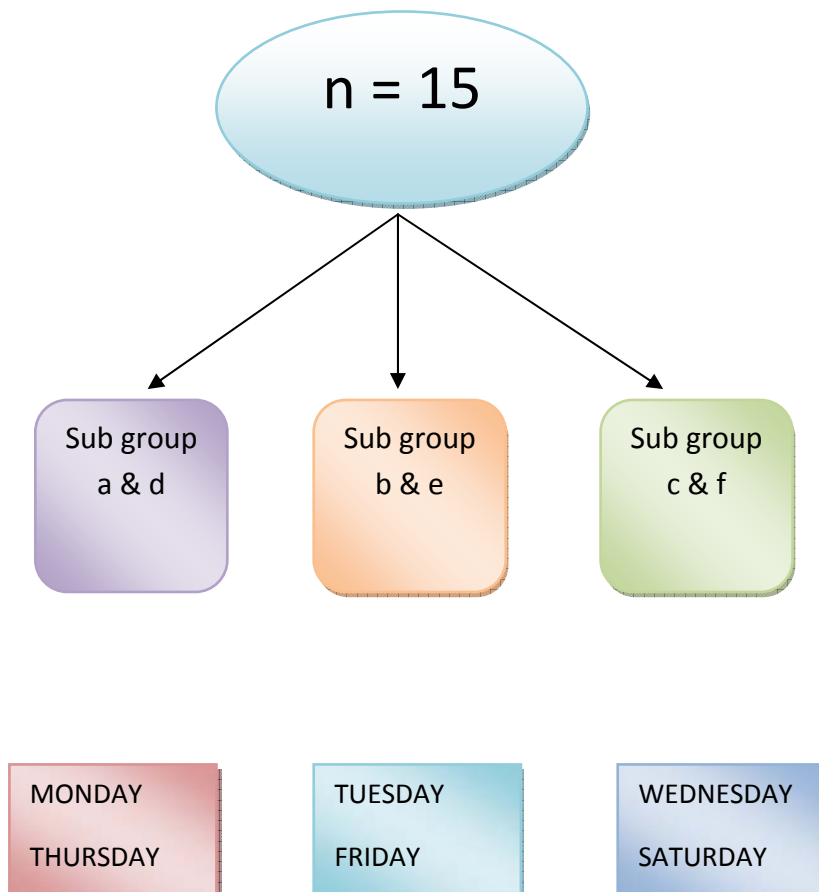 n = 15
Sub group
a & d
Sub group
b & e
Sub group
c & f
MONDAY
THURSDAY
TUESDAY
FRIDAY
WEDNESDAY
SATURDAY